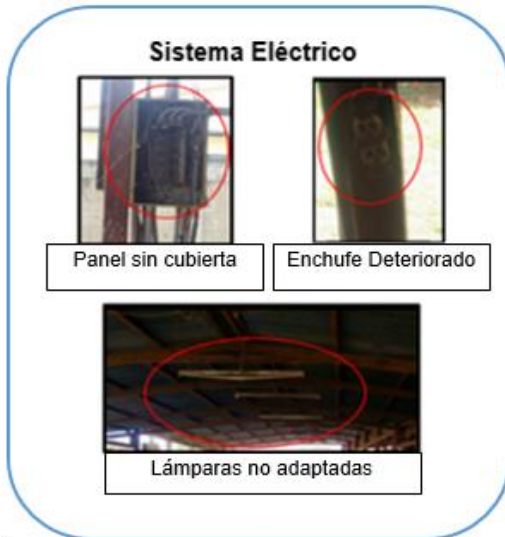 Sistema Eléctrico
Panel sin cubierta
Enchufe Deteriorado
Lámparas no adaptadas